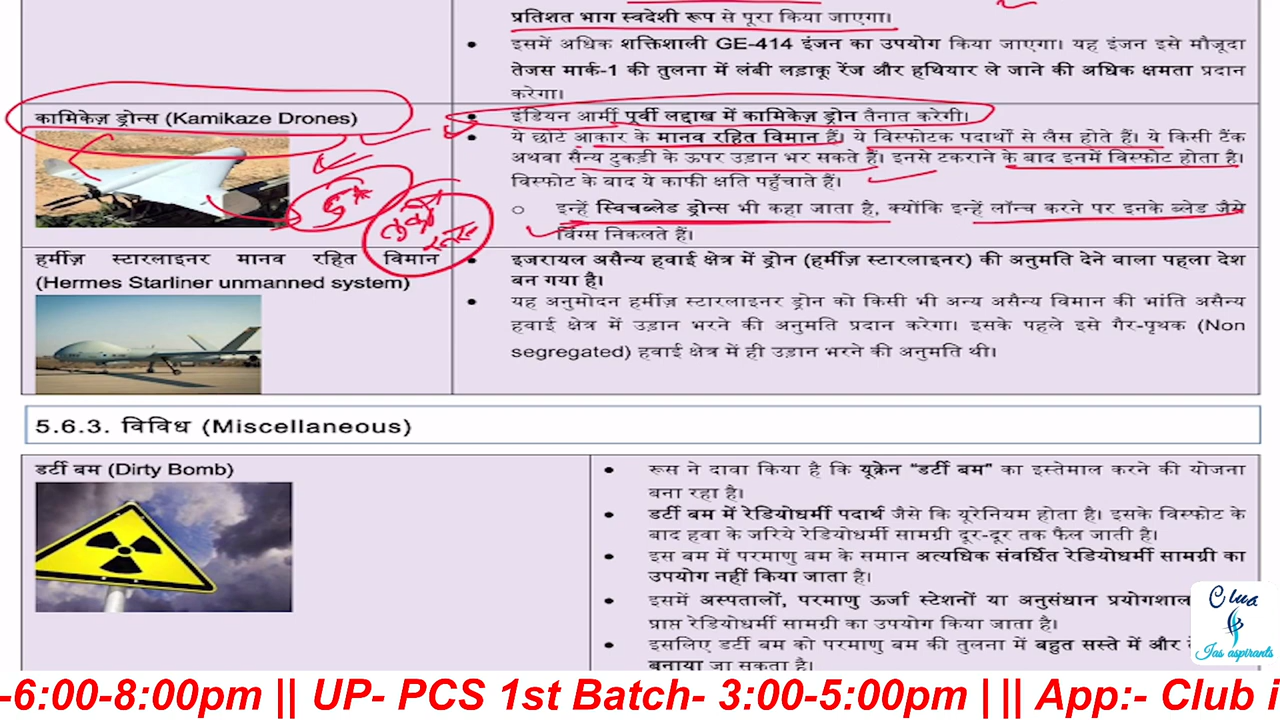 प्रतिशत भाग स्वदेशी रूप से पूरा किया जाएगा।
• इसमें अधिक शक्तिशाली GE-414 इंजन का उपयोग किया जाएगा। यह इंजन इसे मौजूदा
तेजस मार्क-1 की तुलना में लंबी लड़ाकू रेंज और हथियार ले जाने की अधिक क्षमता प्रदान
करेगा।
कामिकेज़ ड्रोन्स (Kamikaze Drones)
• इंडियन आर्मी पूर्वी लद्दाख में कामिकेज़ ड्रोन तैनात करेगी।
• ये छोटे आकार के मानव रहित विमान हैं। ये विस्फोटक पदार्थों से लैस होते हैं। ये किसी टैंक
अथवा सैन्य टुकड़ी के ऊपर उड़ान भर सकते हैं। इनसे टकराने के बाद इनमें विस्फोट होता है।
विस्फोट के बाद ये काफी क्षति पहुँचाते हैं।
○ इन्हें स्विचब्लेड ड्रोन्स भी कहा जाता है, क्योंकि इन्हें लॉन्च करने पर इनके ब्लेड जैसे
विंग्स निकलते हैं।
हर्मीज़ स्टारलाइनर मानव रहित विमान
(Hermes Starliner unmanned system)
• इजरायल असैन्य हवाई क्षेत्र में ड्रोन (हर्मीज़ स्टारलाइनर) की अनुमति देने वाला पहला देश
बन गया है।
• यह अनुमोदन हर्मीज़ स्टारलाइनर ड्रोन को किसी भी अन्य असैन्य विमान की भांति असैन्य
हवाई क्षेत्र में उड़ान भरने की अनुमति प्रदान करेगा। इसके पहले इसे गैर-पृथक (Non
segregated) हवाई क्षेत्र में ही उड़ान भरने की अनुमति थी।
5.6.3. विविध (Miscellaneous)
डर्टी बम (Dirty Bomb)
• रूस ने दावा किया है कि यूक्रेन "डर्टी बम" का इस्तेमाल करने की योजना
बना रहा है।
• डर्टी बम में रेडियोधर्मी पदार्थ जैसे कि यूरेनियम होता है। इसके विस्फोट के
बाद हवा के जरिये रेडियोधर्मी सामग्री दूर-दूर तक फैल जाती है।
• इस बम में परमाणु बम के समान अत्यधिक संवर्धित रेडियोधर्मी सामग्री का
उपयोग नहीं किया जाता है।
• इसमें अस्पतालों, परमाणु ऊर्जा स्टेशनों या अनुसंधान प्रयोगशाल
प्राप्त रेडियोधर्मी सामग्री का उपयोग किया जाता है।
• इसलिए डर्टी बम को परमाणु बम की तुलना में बहुत सस्ते में और
बनाया जा सकता है।
Club
Ias aspirants
-6:00-8:00pm || UP- PCS 1st Batch- 3:00-5:00pm | || App:- Club i